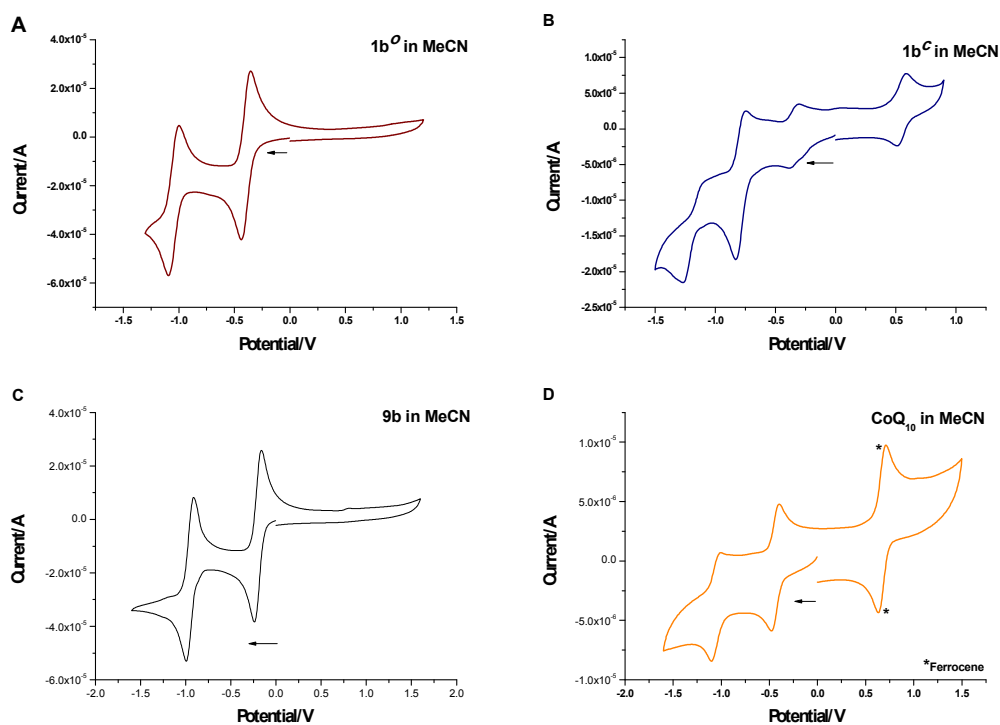 A
1b^O in MeCN
4.0x10^-5
2.0x10^-5
0.0
-2.0x10^-5
-4.0x10^-5
-6.0x10^-5
Current/A
-1.5 -1.0 -0.5 0.0 0.5 1.0 1.5
Potential/V
B
1b^C in MeCN
1.5x10^-5
1.0x10^-5
5.0x10^-6
0.0
-5.0x10^-6
-1.0x10^-5
-1.5x10^-5
-2.0x10^-5
-2.5x10^-5
Current/A
-1.5 -1.0 -0.5 0.0 0.5 1.0
Potential/V
C
9b in MeCN
4.0x10^-5
2.0x10^-5
0.0
-2.0x10^-5
-4.0x10^-5
-6.0x10^-5
Current/A
-2.0 -1.5 -1.0 -0.5 0.0 0.5 1.0 1.5 2.0
Potential/V
D
CoQ10 in MeCN
1.0x10^-5
5.0x10^-6
0.0
-5.0x10^-6
-1.0x10^-5
Current/A
*
*
*Ferrocene
-2.0 -1.5 -1.0 -0.5 0.0 0.5 1.0 1.5 2.0
Potential/V